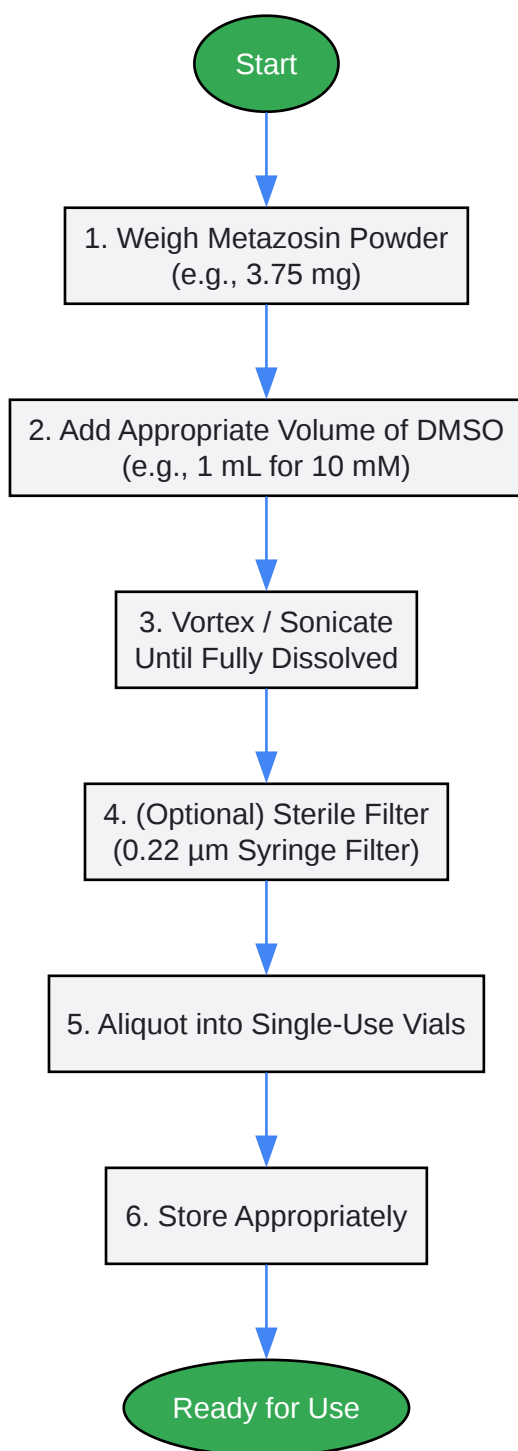 Start
1. Weigh Metazosin Powder
(e.g., 3.75 mg)
2. Add Appropriate Volume of DMSO
(e.g., 1 mL for 10 mM)
3. Vortex / Sonicate
Until Fully Dissolved
4. (Optional) Sterile Filter
(0.22 µm Syringe Filter)
5. Aliquot into Single-Use Vials
6. Store Appropriately
Ready for Use